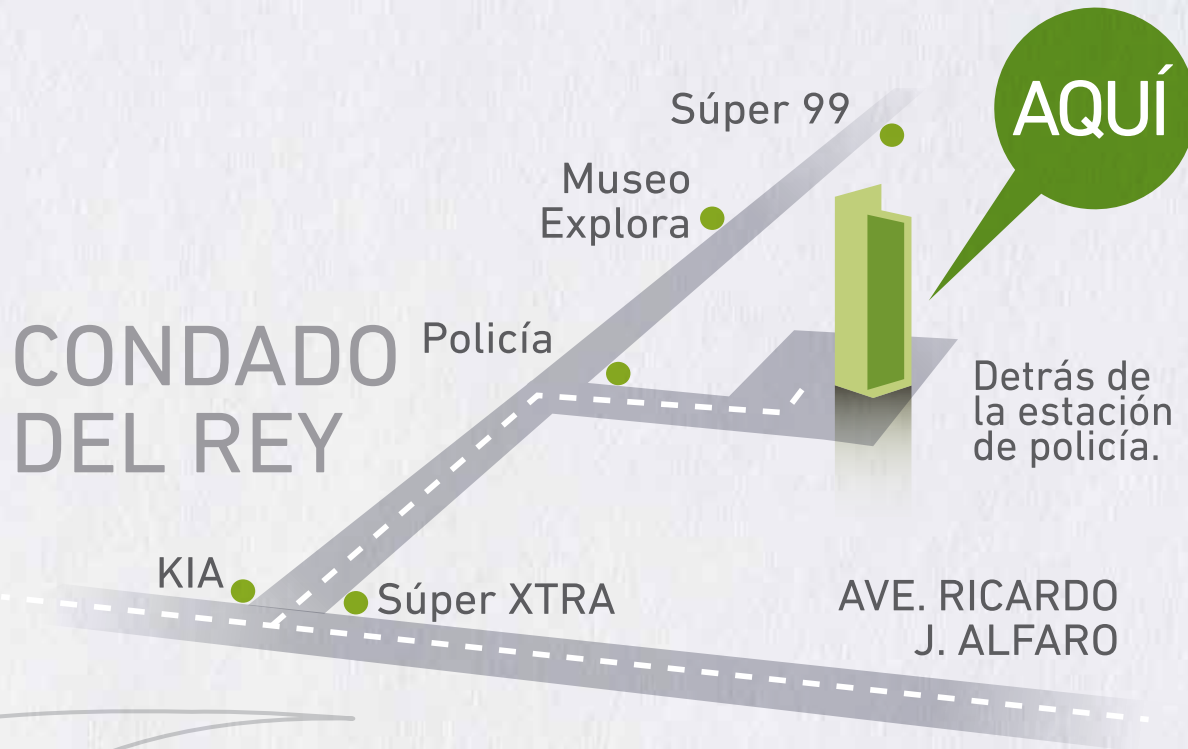 AQUÍ
Súper 99
Museo
Explora
CONDADO
DEL REY
Policía
Detrás de
la estación
de policía.
KIA
Súper XTRA
AVE. RICARDO
J. ALFARO